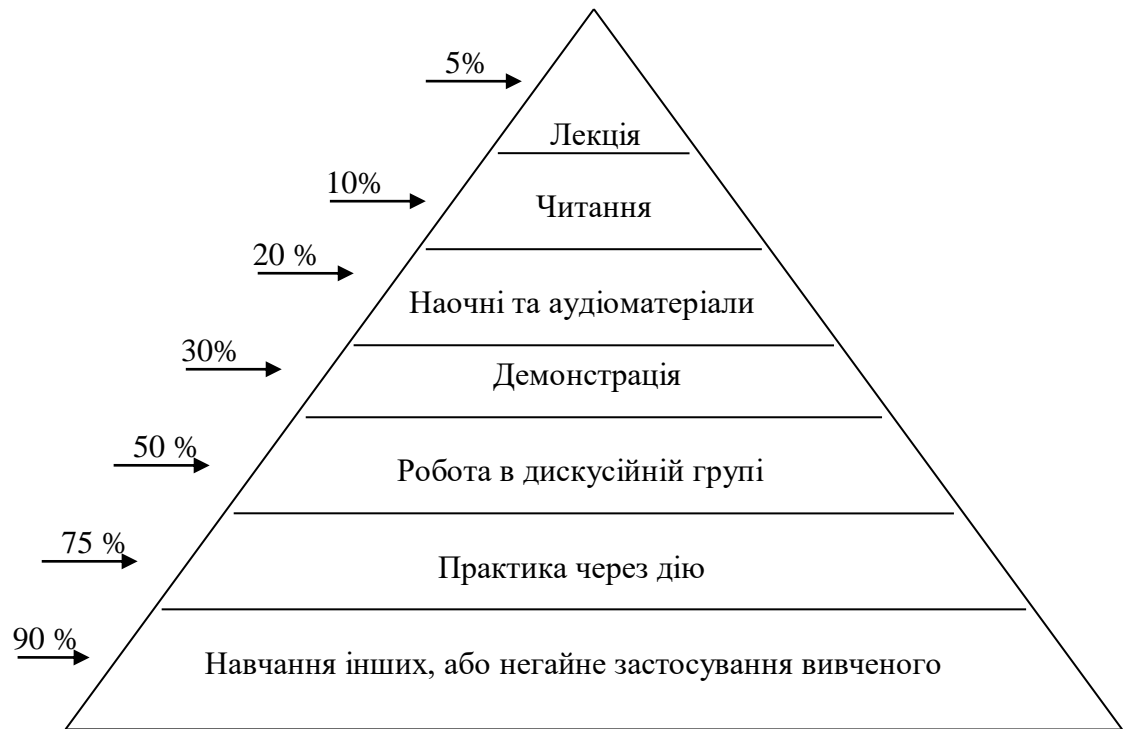 5%
Лекція
10%
Читання
20 %
Наочні та аудіоматеріали
30%
Демонстрація
50 %
Робота в дискусійній групі
75 %
Практика через дію
90 %
Навчання інших, або негайне застосування вивченого